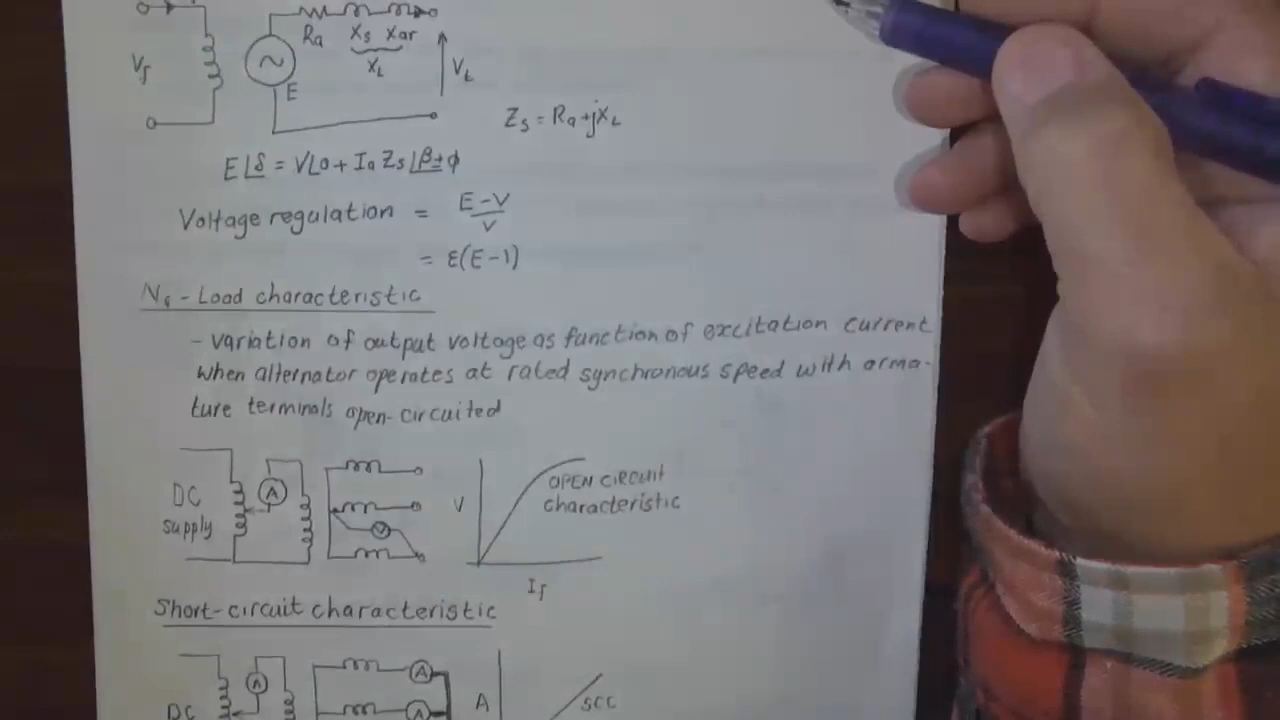 Ra Xs Xar
XL
Vf
E
VL
Zs = Ra+jXL
E∠δ = V∠0 + Ia Zs∠β±ϕ
Voltage regulation = E-V/V
= ε(E-1)
- Load characteristic
- variation of output voltage as function of excitation current
when alternator operates at rated synchronous speed with arma-
ture terminals open-circuited
DC
supply
A
V
V
OPEN CIRCUIT
characteristic
If
Short-circuit characteristic
DC
A
A
A
A
SCC